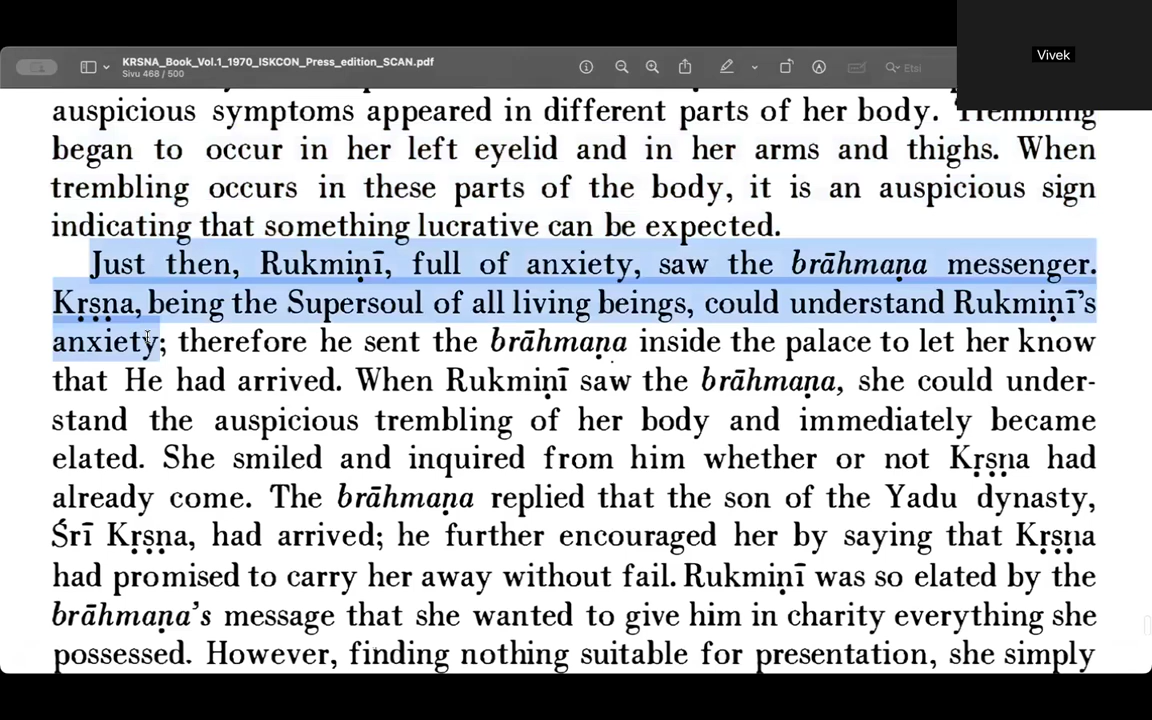 Vivek
KRSNA_Book_Vol.1_1970_ISKCON_Press_edition_SCAN.pdf
Sivu 468 / 500
Etsi
auspicious symptoms appeared in different parts of her body. Trembling
began to occur in her left eyelid and in her arms and thighs. When
trembling occurs in these parts of the body, it is an auspicious sign
indicating that something lucrative can be expected.
Just then, Rukmiṇī, full of anxiety, saw the brāhmaṇa messenger.
Kṛṣṇa, being the Supersoul of all living beings, could understand Rukmiṇī’s
anxiety; therefore he sent the brāhmaṇa inside the palace to let her know
that He had arrived. When Rukmiṇī saw the brāhmaṇa, she could under-
stand the auspicious trembling of her body and immediately became
elated. She smiled and inquired from him whether or not Kṛṣṇa had
already come. The brāhmaṇa replied that the son of the Yadu dynasty,
Śrī Kṛṣṇa, had arrived; he further encouraged her by saying that Kṛṣṇa
had promised to carry her away without fail. Rukmiṇī was so elated by the
brāhmaṇa’s message that she wanted to give him in charity everything she
possessed. However, finding nothing suitable for presentation, she simply